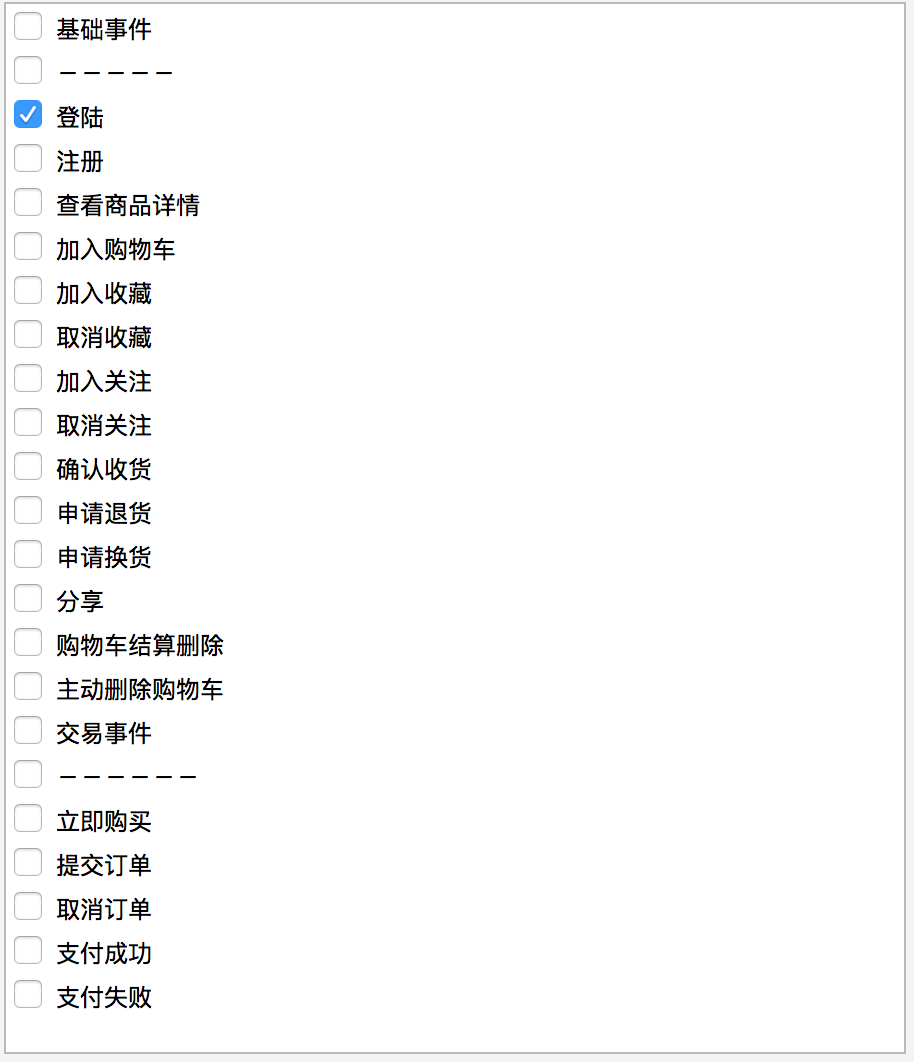 基础事件
－－－－－
登陆
注册
查看商品详情
加入购物车
加入收藏
取消收藏
加入关注
取消关注
确认收货
申请退货
申请换货
分享
购物车结算删除
主动删除购物车
交易事件
－－－－－－
立即购买
提交订单
取消订单
支付成功
支付失败